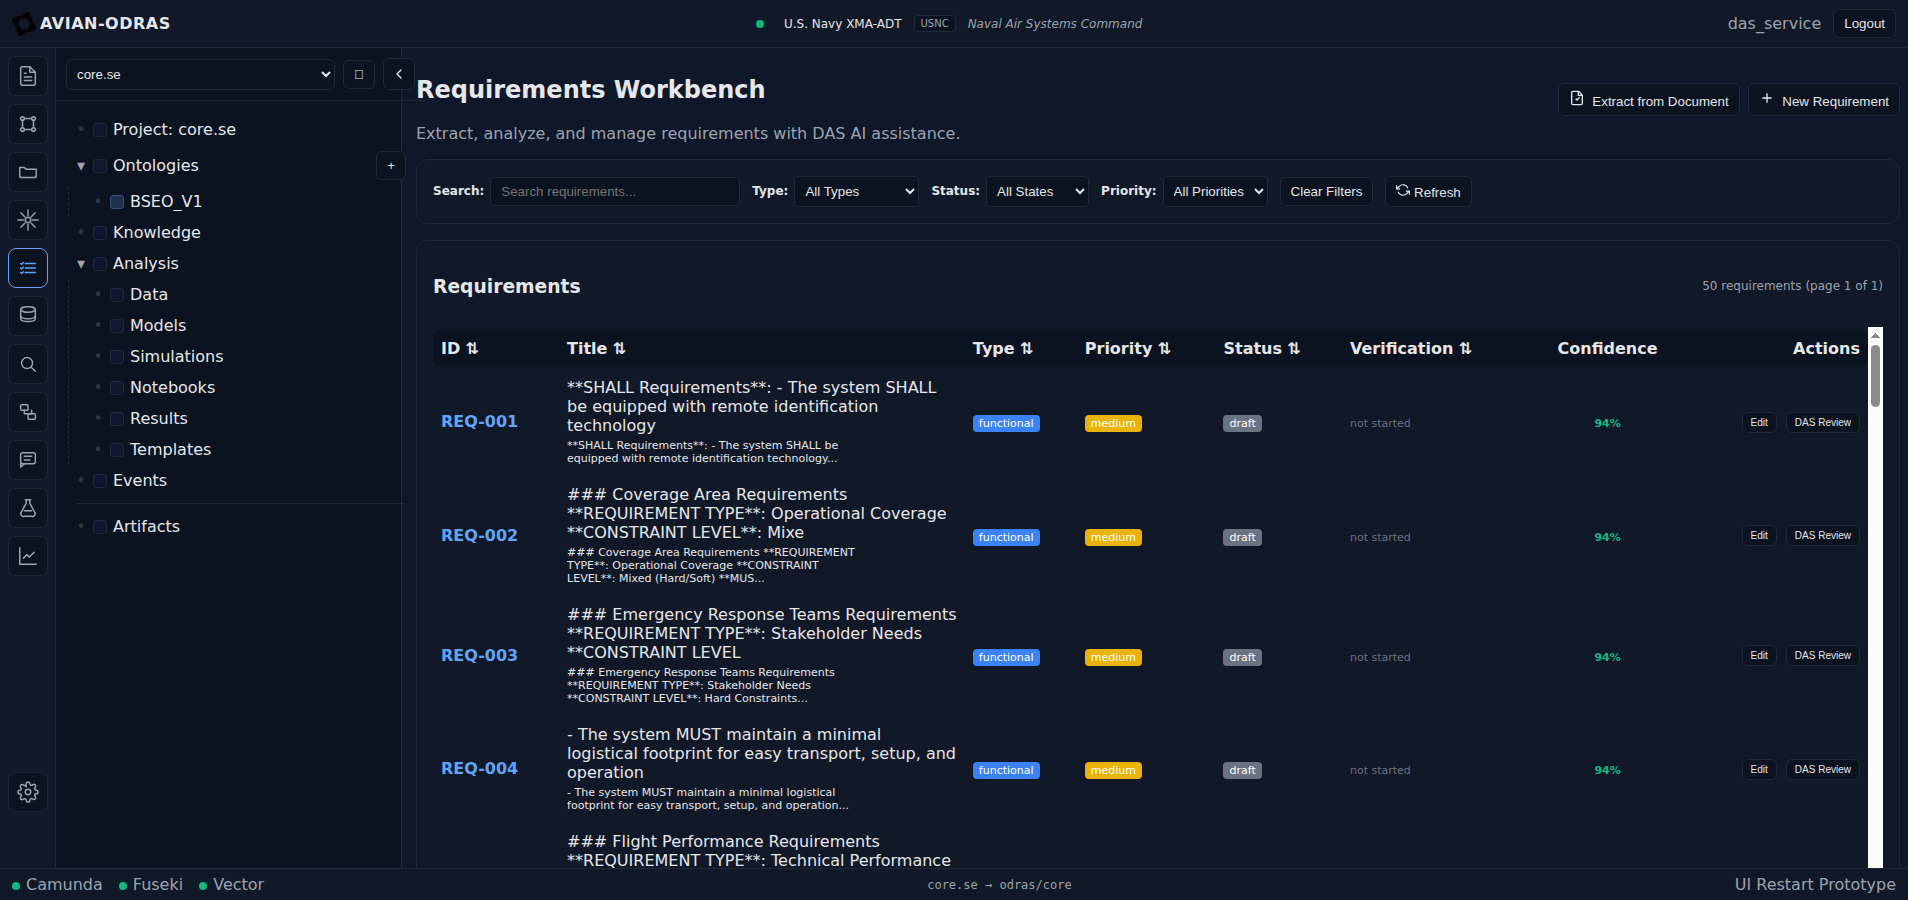 AVIAN-ODRAS
U.S. Navy XMA-ADT USNC Naval Air Systems Command
das_service Logout
core.se
Project: core.se
Ontologies
+
BSEO_V1
Knowledge
Analysis
Data
Models
Simulations
Notebooks
Results
Templates
Events
Artifacts
Requirements Workbench
Extract from Document
New Requirement
Extract, analyze, and manage requirements with DAS AI assistance.
Search: Search requirements... Type: All Types Status: All States Priority: All Priorities Clear Filters Refresh
Requirements
50 requirements (page 1 of 1)
ID ⇅ Title ⇅ Type ⇅ Priority ⇅ Status ⇅ Verification ⇅ Confidence Actions
REQ-001
**SHALL Requirements**: - The system SHALL
be equipped with remote identification
technology
**SHALL Requirements**: - The system SHALL be
equipped with remote identification technology...
functional medium draft not started 94% Edit DAS Review
REQ-002
### Coverage Area Requirements
**REQUIREMENT TYPE**: Operational Coverage
**CONSTRAINT LEVEL**: Mixe
### Coverage Area Requirements **REQUIREMENT
TYPE**: Operational Coverage **CONSTRAINT
LEVEL**: Mixed (Hard/Soft) **MUS...
functional medium draft not started 94% Edit DAS Review
REQ-003
### Emergency Response Teams Requirements
**REQUIREMENT TYPE**: Stakeholder Needs
**CONSTRAINT LEVEL
### Emergency Response Teams Requirements
**REQUIREMENT TYPE**: Stakeholder Needs
**CONSTRAINT LEVEL**: Hard Constraints...
functional medium draft not started 94% Edit DAS Review
REQ-004
- The system MUST maintain a minimal
logistical footprint for easy transport, setup, and
operation
- The system MUST maintain a minimal logistical
footprint for easy transport, setup, and operation...
functional medium draft not started 94% Edit DAS Review
### Flight Performance Requirements
**REQUIREMENT TYPE**: Technical Performance
Camunda Fuseki Vector
core.se → odras/core
UI Restart Prototype